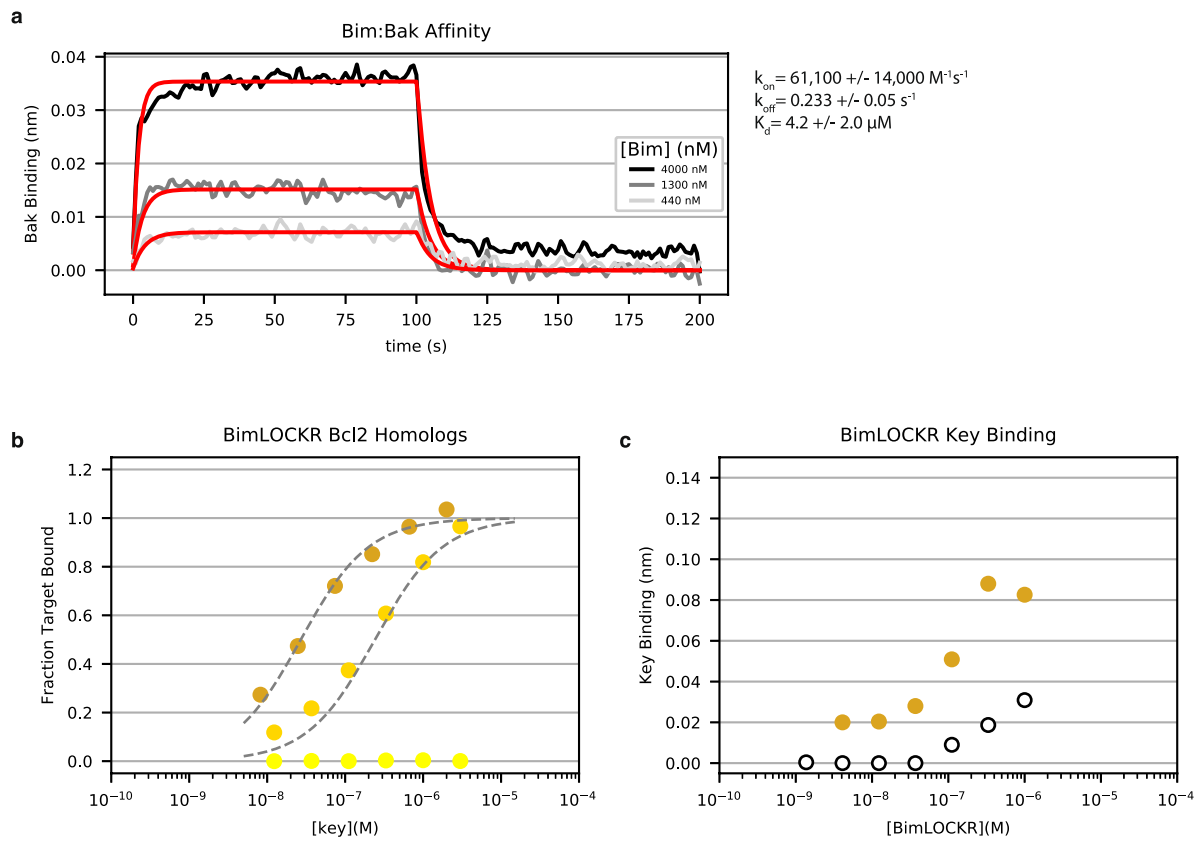 a
Bim:Bak Affinity
0.04
0.03
0.02
0.01
0.00
Bak Binding (nm)
0
25
50
75
100
125
150
175
200
time (s)
[Bim] (nM)
4000 nM
1300 nM
440 nM
kon= 61,100 +/- 14,000 M⁻¹s⁻¹
koff= 0.233 +/- 0.05 s⁻¹
Kd= 4.2 +/- 2.0 µM
b
BimLOCKR Bcl2 Homologs
1.2
1.0
0.8
0.6
0.4
0.2
0.0
Fraction Target Bound
10⁻¹⁰
10⁻⁹
10⁻⁸
10⁻⁷
10⁻⁶
10⁻⁵
10⁻⁴
[key](M)
c
BimLOCKR Key Binding
0.14
0.12
0.10
0.08
0.06
0.04
0.02
0.00
Key Binding (nm)
10⁻¹⁰
10⁻⁹
10⁻⁸
10⁻⁷
10⁻⁶
10⁻⁵
10⁻⁴
[BimLOCKR](M)